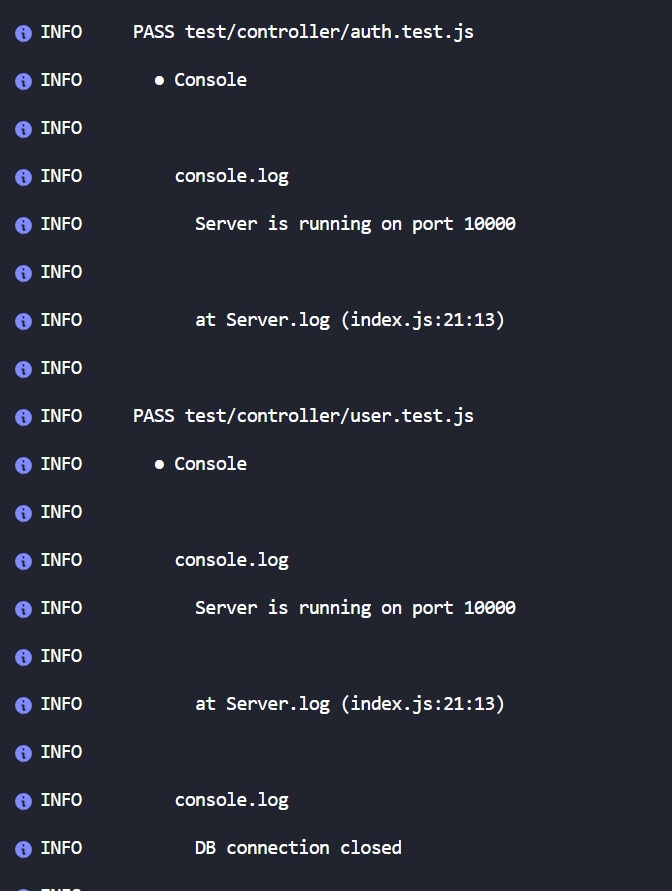 INFO PASS test/controller/auth.test.js
INFO • Console
INFO
INFO console.log
INFO Server is running on port 10000
INFO
INFO at Server.log (index.js:21:13)
INFO
INFO PASS test/controller/user.test.js
INFO • Console
INFO
INFO console.log
INFO Server is running on port 10000
INFO
INFO at Server.log (index.js:21:13)
INFO
INFO console.log
INFO DB connection closed